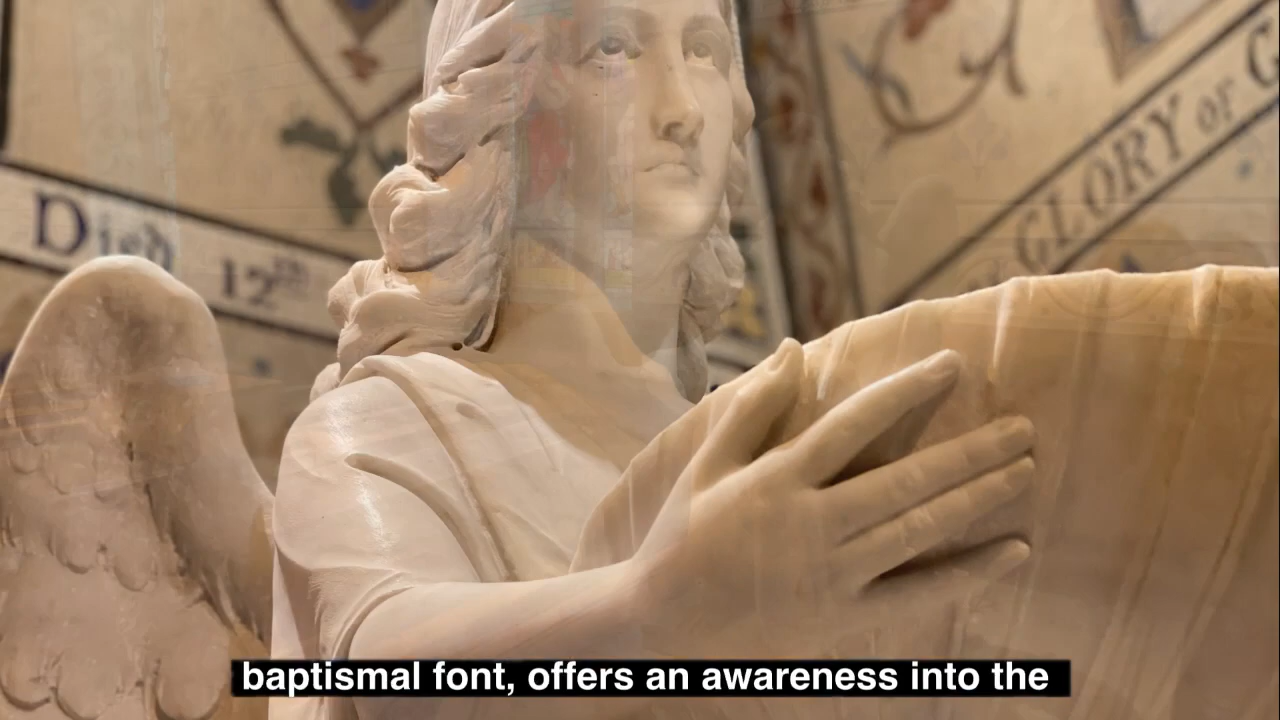 Died 12th
GLORY OF G
baptismal font, offers an awareness into the